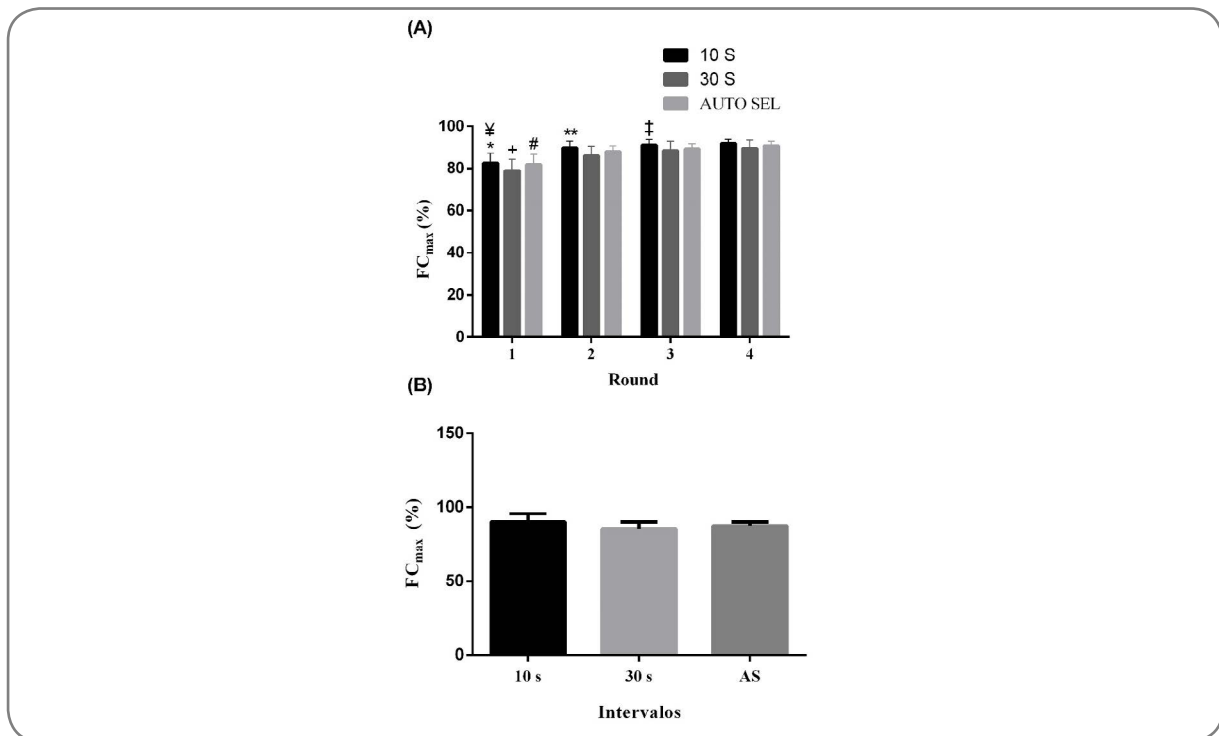 (A)
10 S
30 S
AUTO SEL
¥
*
+
#
**
‡
100
80
60
40
20
0
FCmax (%)
1 2 3 4
Round
(B)
150
100
50
0
FCmax (%)
10 s 30 s AS
Intervalos